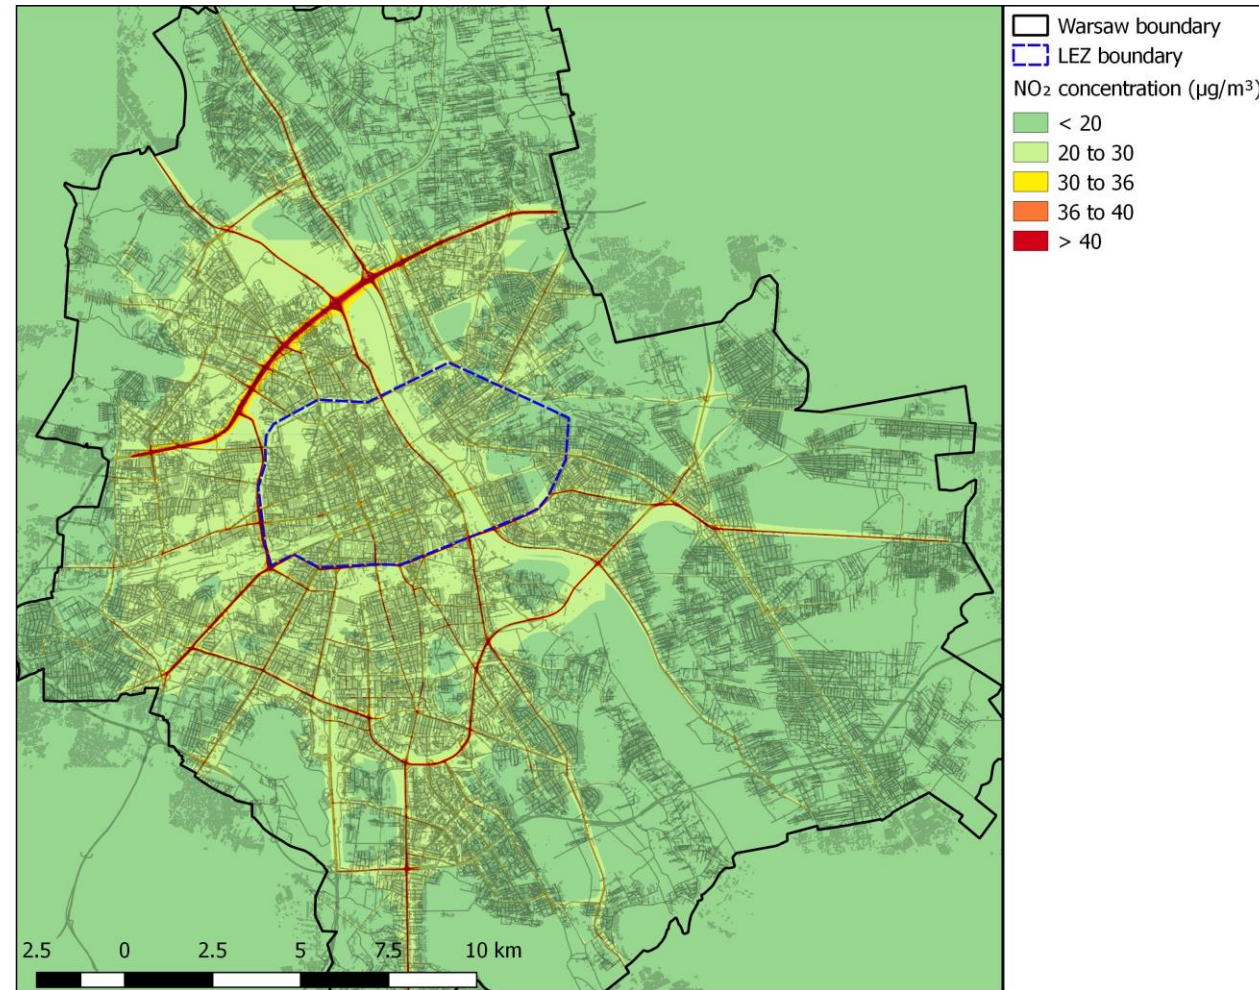 Warsaw boundary
LEZ boundary
NO₂ concentration (µg/m³)
< 20
20 to 30
30 to 36
36 to 40
> 40
2.5 0 2.5 5 7.5 10 km